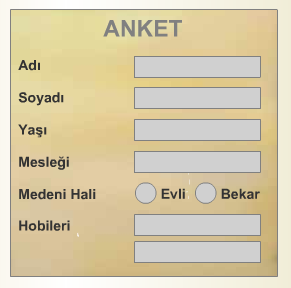 ANKET
Adı
Soyadı
Yaşı
Mesleği
Medeni Hali Evli Bekar
Hobileri